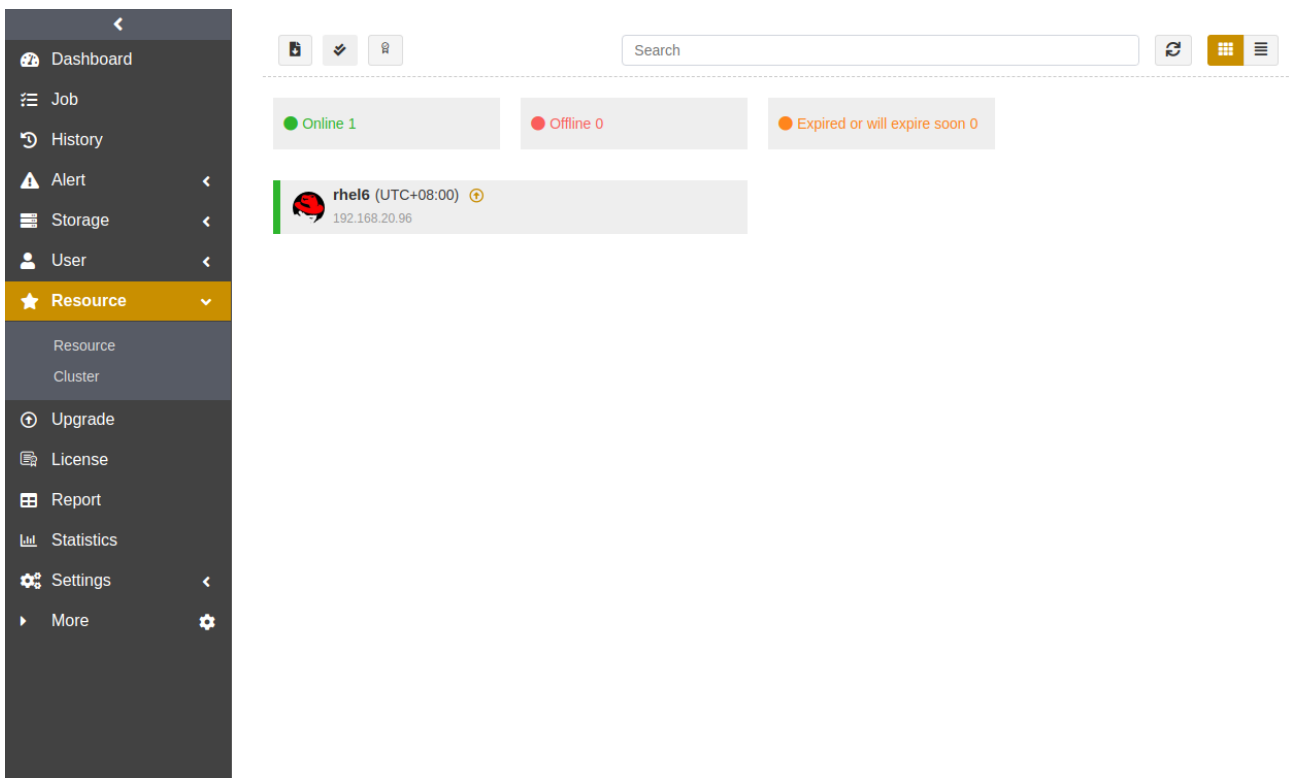 Dashboard
Job
History
Alert
Storage
User
Resource
Resource
Cluster
Upgrade
License
Report
Statistics
Settings
More
Search
Online 1
Offline 0
Expired or will expire soon 0
rhel6 (UTC+08:00)
192.168.20.96